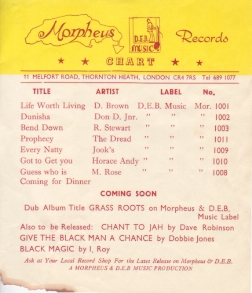 Morpheus D.E.B. MUSIC Records
CHART
11 MELFORT ROAD, THORNTON HEATH, LONDON CR4 7RS Tel 689 1077
TITLE ARTIST LABEL No.
Life Worth Living D. Brown D.E.B. Music Mor. 1001
Dunisha Don D. Jnr. " " " 1002
Bend Down R. Stewart " " " 1003
Prophecy The Dread " " " 1011
Every Natty Jook's " " " 1009
Got to Get you Horace Andy " " " 1010
Guess who is M. Rose " " " 1008
Coming for Dinner
COMING SOON
Dub Album Title GRASS ROOTS on Morpheus & D.E.B.
Music Label
Also to be Released: CHANT TO JAH by Dave Robinson
GIVE THE BLACK MAN A CHANCE by Dobbie Jones
BLACK MAGIC by I, Roy
Ask at Your Local Record Shop for the Latest Release on Morpheus & D.E.B.
A MORPHEUS & D.E.B MUSIC PRODUCTION